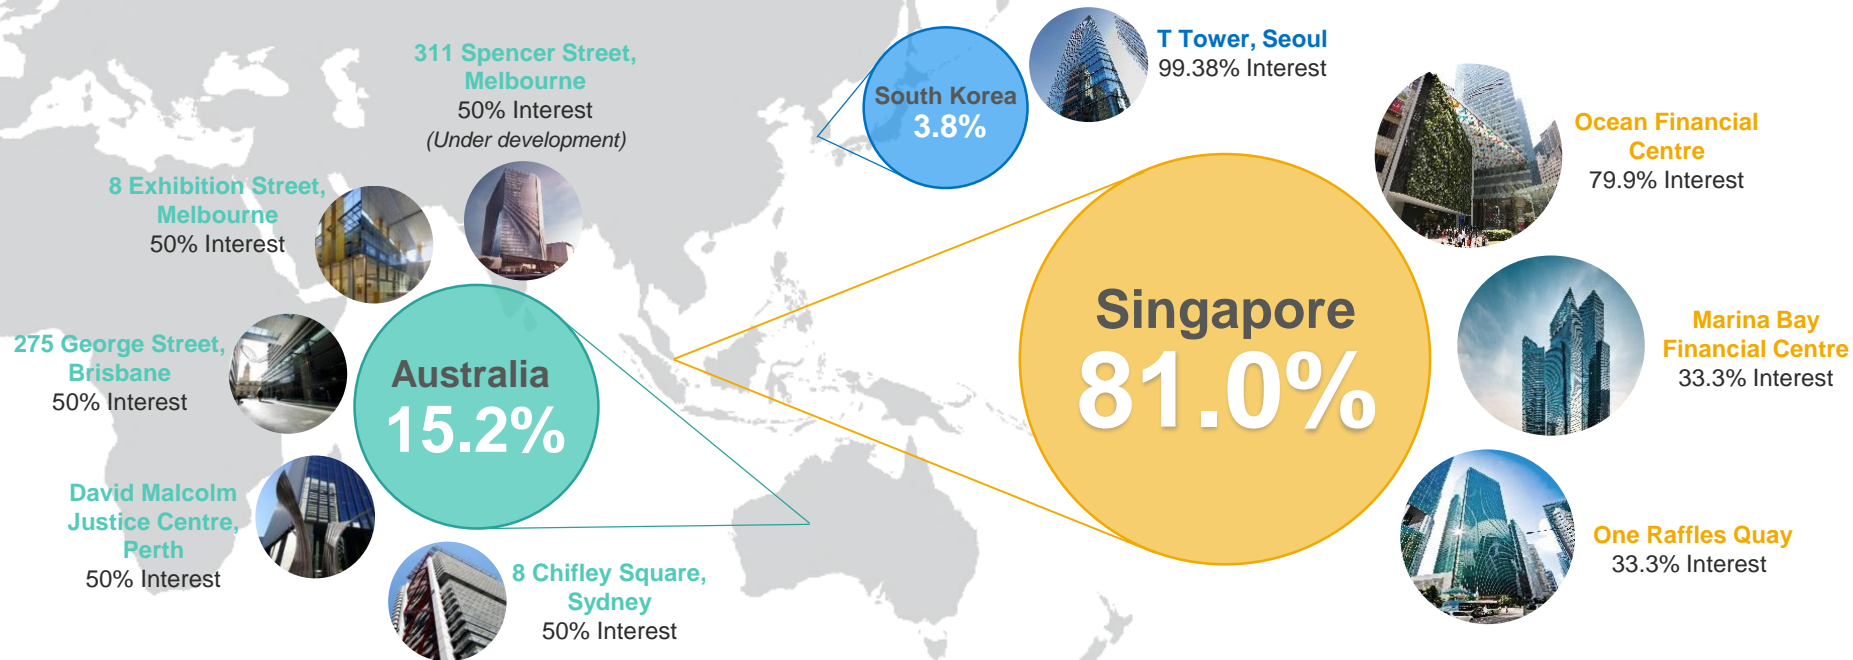 311 Spencer Street,
Melbourne
50% Interest
(Under development)
8 Exhibition Street,
Melbourne
50% Interest
275 George Street,
Brisbane
50% Interest
David Malcolm
Justice Centre,
Perth
50% Interest
8 Chifley Square,
Sydney
50% Interest
Australia
15.2%
South Korea
3.8%
T Tower, Seoul
99.38% Interest
Singapore
81.0%
Ocean Financial
Centre
79.9% Interest
Marina Bay
Financial Centre
33.3% Interest
One Raffles Quay
33.3% Interest